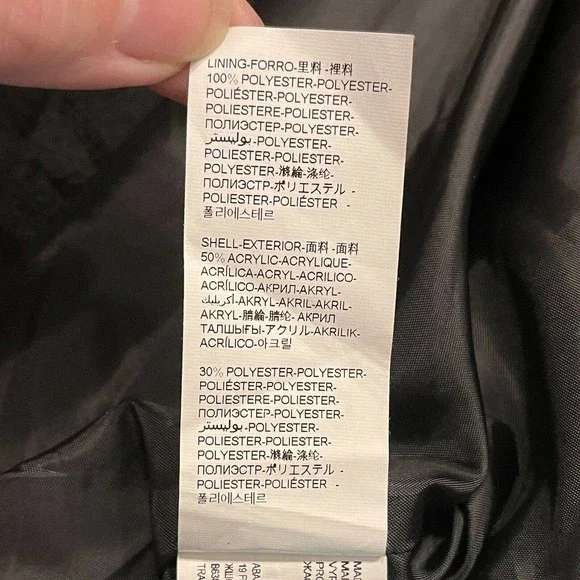 LINING-FORRO-里料 -裡料
100% POLYESTER-POLYESTER-
POLIÉSTER-POLYESTER-
POLIESTERE-POLIESTER-
ПОЛИЭСТЕР-POLYESTER-
بوليستر-POLYESTER-
POLIESTER-POLIESTER-
POLYESTER-滌綸-涤纶-
ПОЛИЭСТР-ポリエステル -
POLIESTER-POLIÉSTER -
폴리에스테르
SHELL-EXTERIOR-面料 -面料
50% ACRYLIC-ACRYLIQUE-
ACRÍLICA-ACRYL-ACRILICO-
ACRÍLICO-АКРИЛ-AKRYL-
أكريليك-AKRYL-AKRIL-AKRIL-
AKRYL-腈綸-腈纶- АКРИЛ
ТАЛШЫҒЫ-アクリル-AKRILIK-
ACRÍLICO-아크릴
30% POLYESTER-POLYESTER-
POLIÉSTER-POLYESTER-
POLIESTERE-POLIESTER-
ПОЛИЭСТЕР-POLYESTER-
بوليستر-POLYESTER-
POLIESTER-POLIESTER-
POLYESTER-滌綸-涤纶-
ПОЛИЭСТР-ポリエステル -
POLIESTER-POLIÉSTER -
폴리에스테르